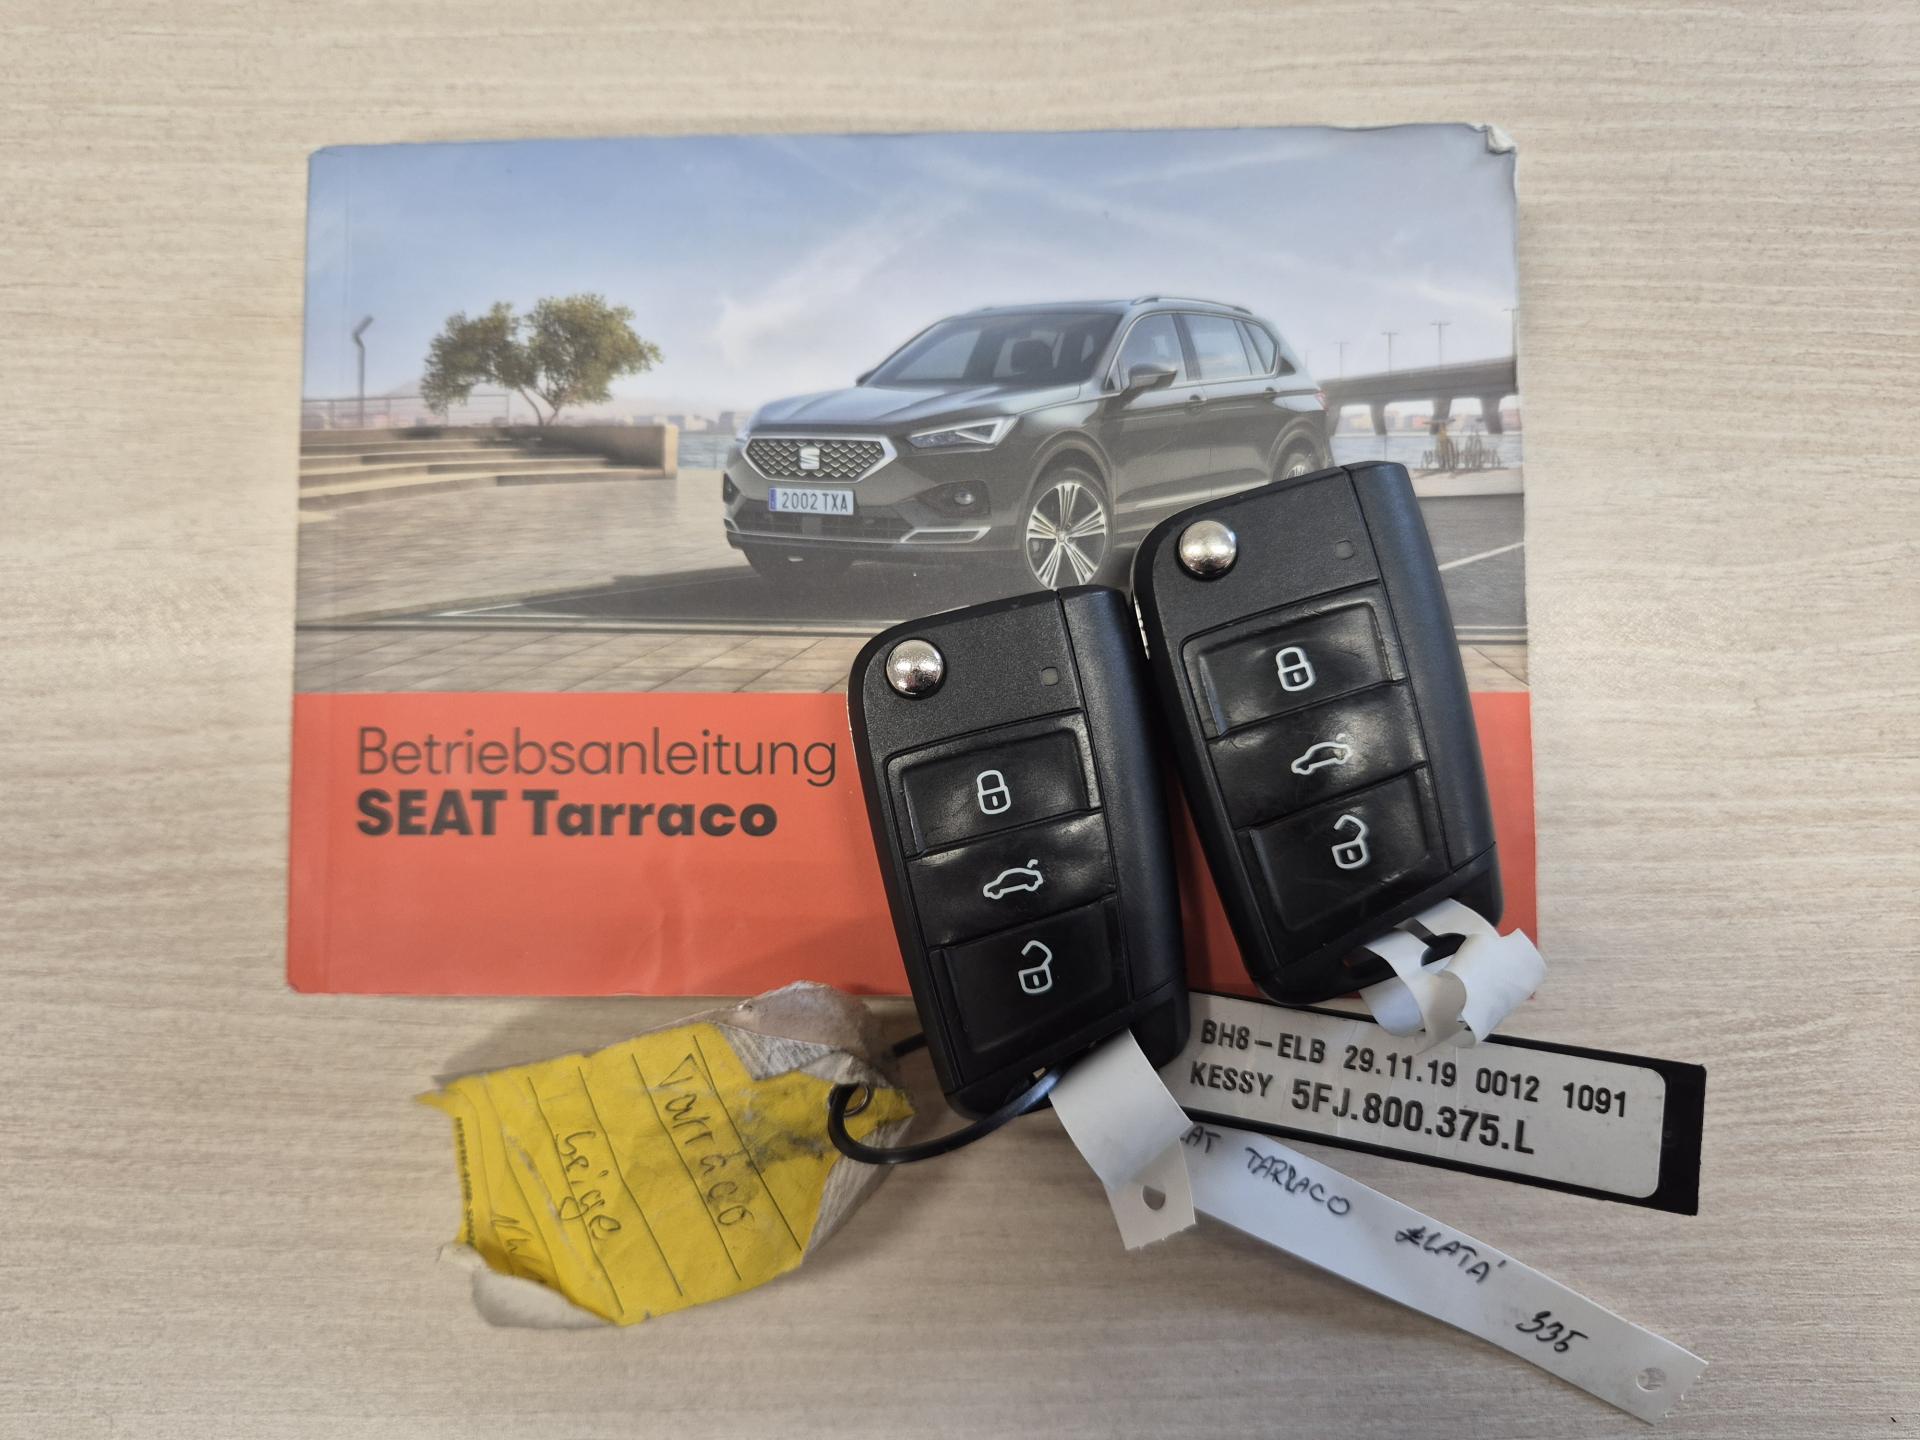 2002 TXA
Betriebsanleitung
SEAT Tarraco
BH8-ELB 29.11.19 0012 1091
KESSY 5FJ.800.375.L
Tarraco
beige
TARRACO ZLATÁ 335